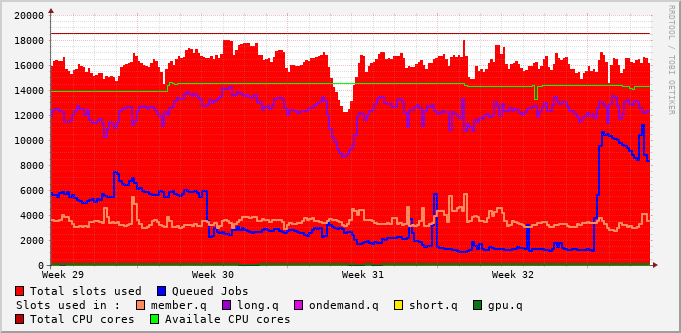 20000
18000
16000
14000
12000
10000
8000
6000
4000
2000
0
Week 29 Week 30 Week 31 Week 32
RRDTOOL / TOBI OETIKER
Total slots used Queued Jobs
Slots used in : member.q long.q ondemand.q short.q gpu.q
Total CPU cores Availale CPU cores